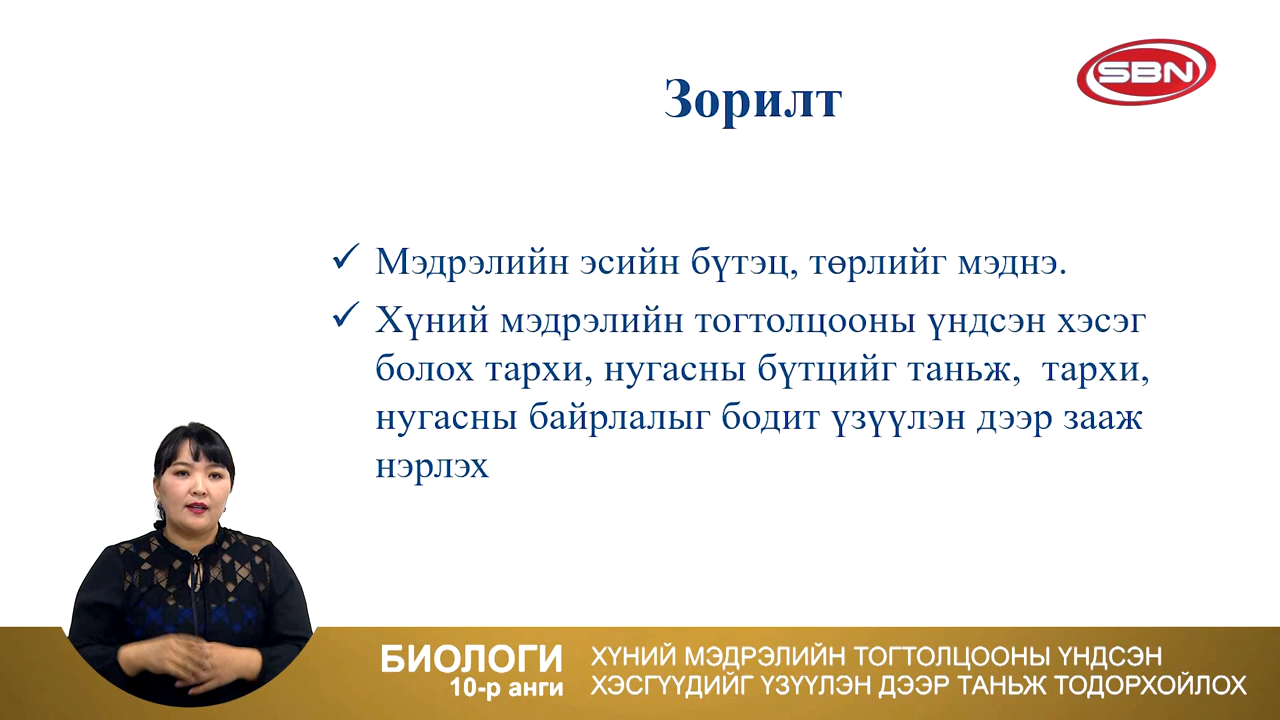 SBN
Зорилт
✓ Мэдрэлийн эсийн бүтэц, төрлийг мэднэ.
✓ Хүний мэдрэлийн тогтолцооны үндсэн хэсэг
болох тархи, нугасны бүтцийг таньж,  тархи,
нугасны байрлалыг бодит үзүүлэн дээр зааж
нэрлэх
БИОЛОГИ
10-р анги
ХҮНИЙ МЭДРЭЛИЙН ТОГТОЛЦООНЫ ҮНДСЭН
ХЭСГҮҮДИЙГ ҮЗҮҮЛЭН ДЭЭР ТАНЬЖ ТОДОРХОЙЛОХ